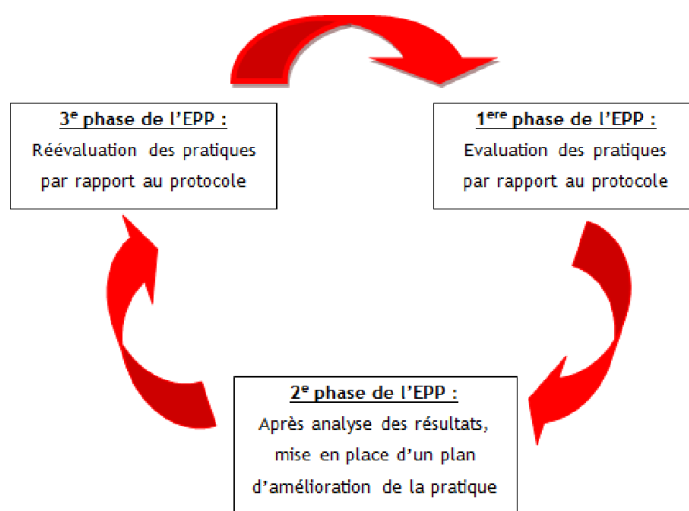 3e phase de l'EPP :
Réévaluation des pratiques
par rapport au protocole
1ere phase de l'EPP :
Evaluation des pratiques
par rapport au protocole
2e phase de l'EPP :
Après analyse des résultats,
mise en place d'un plan
d'amélioration de la pratique